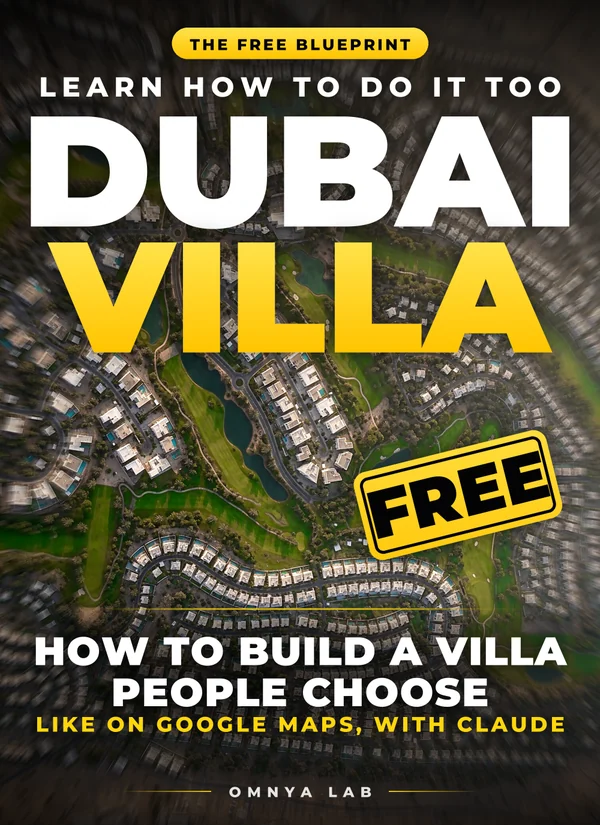 THE FREE BLUEPRINT
LEARN HOW TO DO IT TOO
DUBAI
VILLA
FREE
HOW TO BUILD A VILLA
PEOPLE CHOOSE
LIKE ON GOOGLE MAPS, WITH CLAUDE
OMNYA LAB